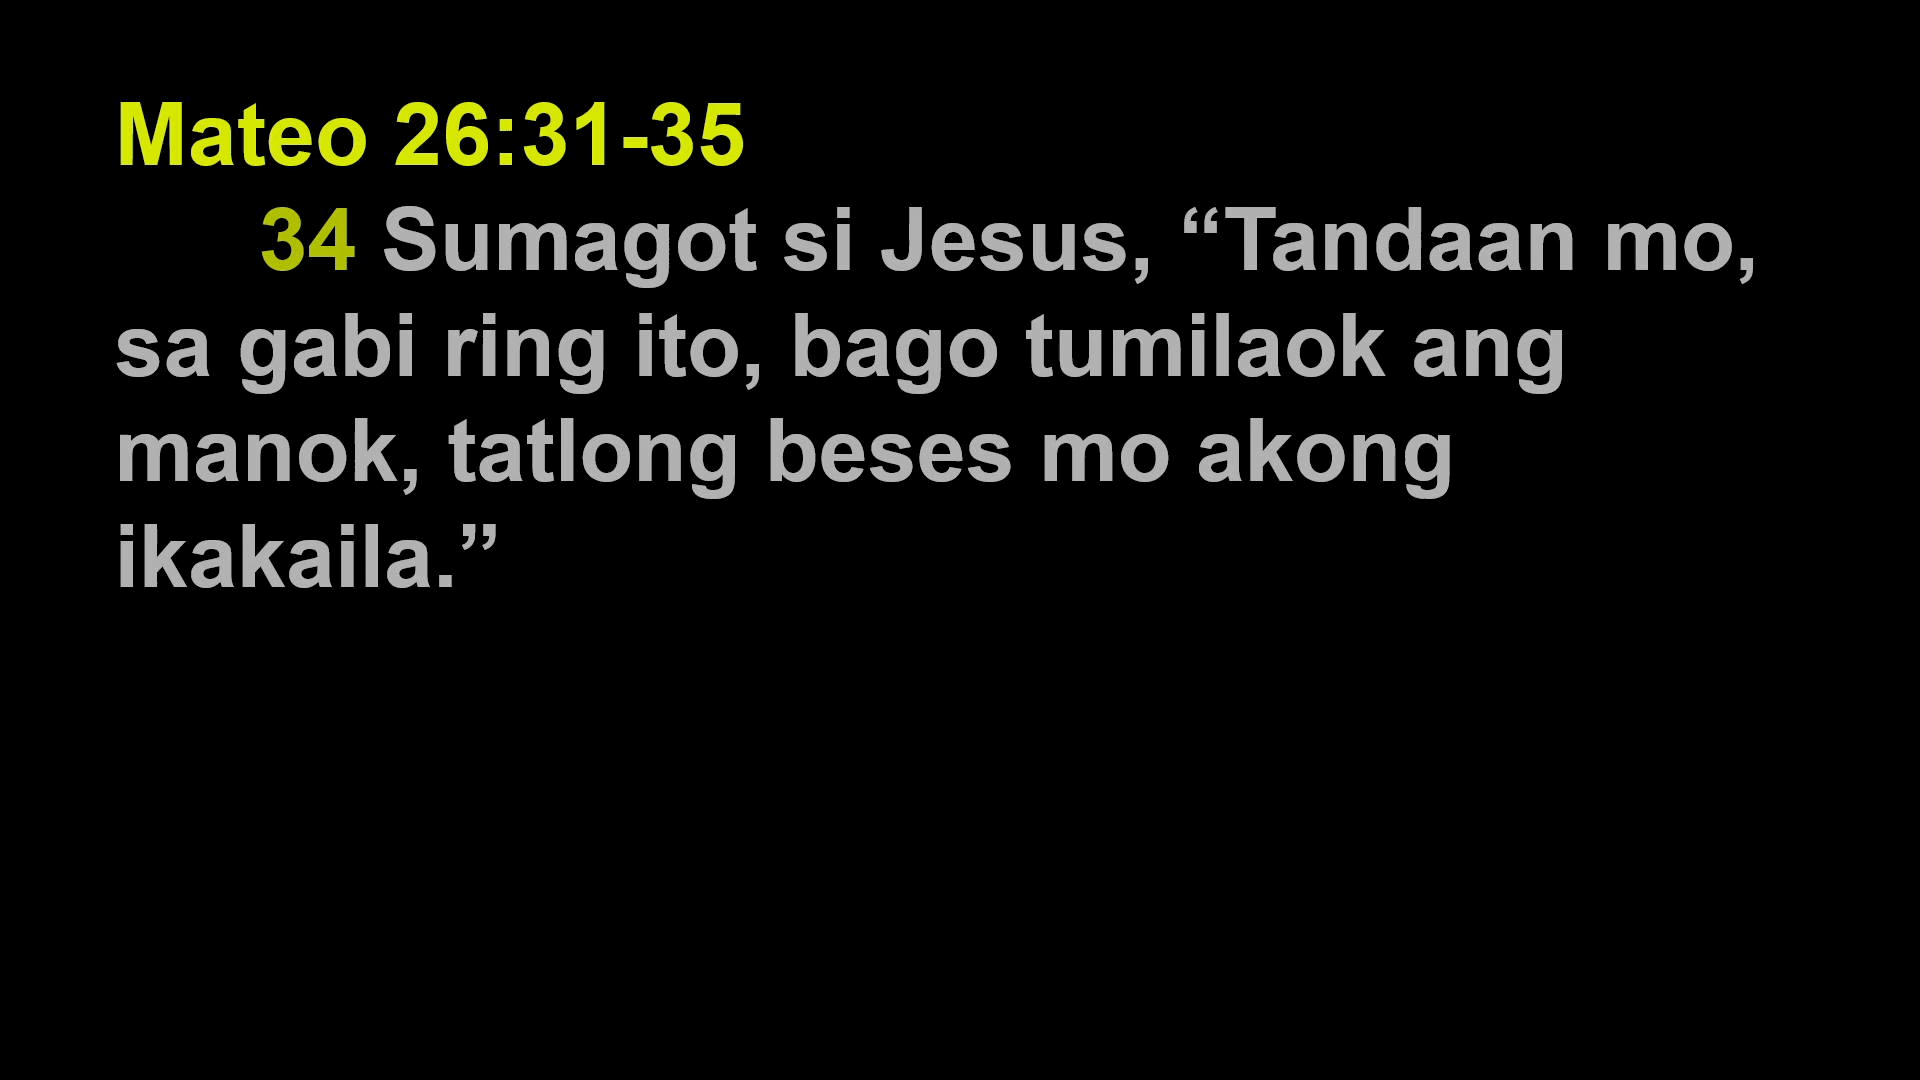 Mateo 26:31-35
34 Sumagot si Jesus, “Tandaan mo,
sa gabi ring ito, bago tumilaok ang
manok, tatlong beses mo akong
ikakaila.”